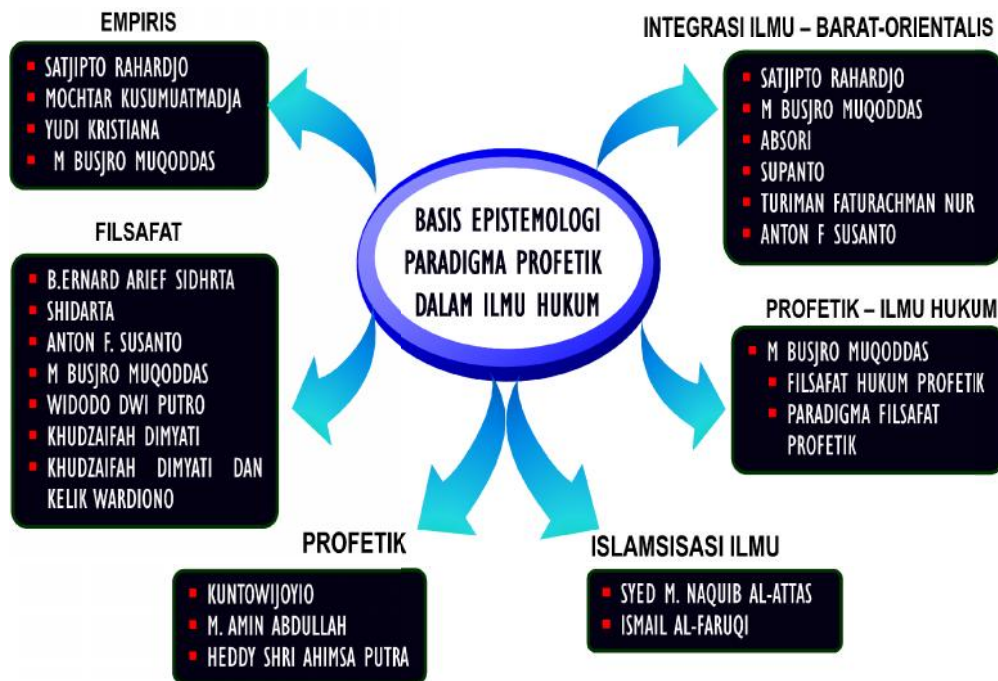 EMPIRIS
SATJIPTO RAHARDJO
MOCHTAR KUSUMUATMADJA
YUDI KRISTIANA
M BUSJRO MUQODDAS
FILSAFAT
B.ERNARD ARIEF SIDHRTA
SHIDARTA
ANTON F. SUSANTO
M BUSJRO MUQODDAS
WIDODO DWI PUTRO
KHUDZAIFAH DIMYATI
KHUDZAIFAH DIMYATI DAN
KELIK WARDIONO
BASIS EPISTEMOLOGI
PARADIGMA PROFETIK
DALAM ILMU HUKUM
INTEGRASI ILMU – BARAT-ORIENTALIS
SATJIPTO RAHARDJO
M BUSJRO MUQODDAS
ABSORI
SUPANTO
TURIMAN FATURACHMAN NUR
ANTON F SUSANTO
PROFETIK – ILMU HUKUM
M BUSJRO MUQODDAS
FILSAFAT HUKUM PROFETIK
PARADIGMA FILSAFAT
PROFETIK
PROFETIK
KUNTOWIJOYIO
M. AMIN ABDULLAH
HEDDY SHRI AHIMSA PUTRA
ISLAMSISASI ILMU
SYED M. NAQUIB AL-ATTAS
ISMAIL AL-FARUQI